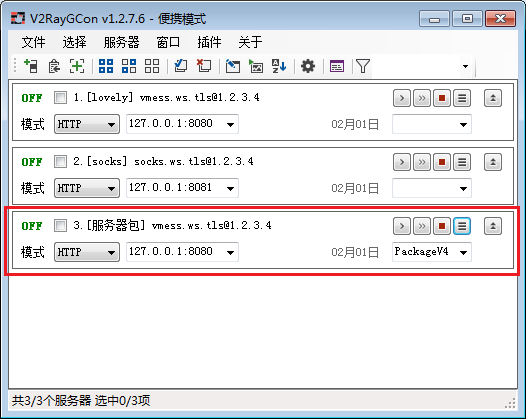 V2RayGCon v1.2.7.6 - 便携模式
文件 选择 服务器 窗口 插件 关于
OFF 1.[lovely] vmess.ws.tls@1.2.3.4
模式 HTTP 127.0.0.1:8080 02月01日
OFF 2.[socks] socks.ws.tls@1.2.3.4
模式 HTTP 127.0.0.1:8081 02月01日
OFF 3.[服务器包] vmess.ws.tls@1.2.3.4
模式 HTTP 127.0.0.1:8080 02月01日 PackageV4
共3/3个服务器 选中0/3项